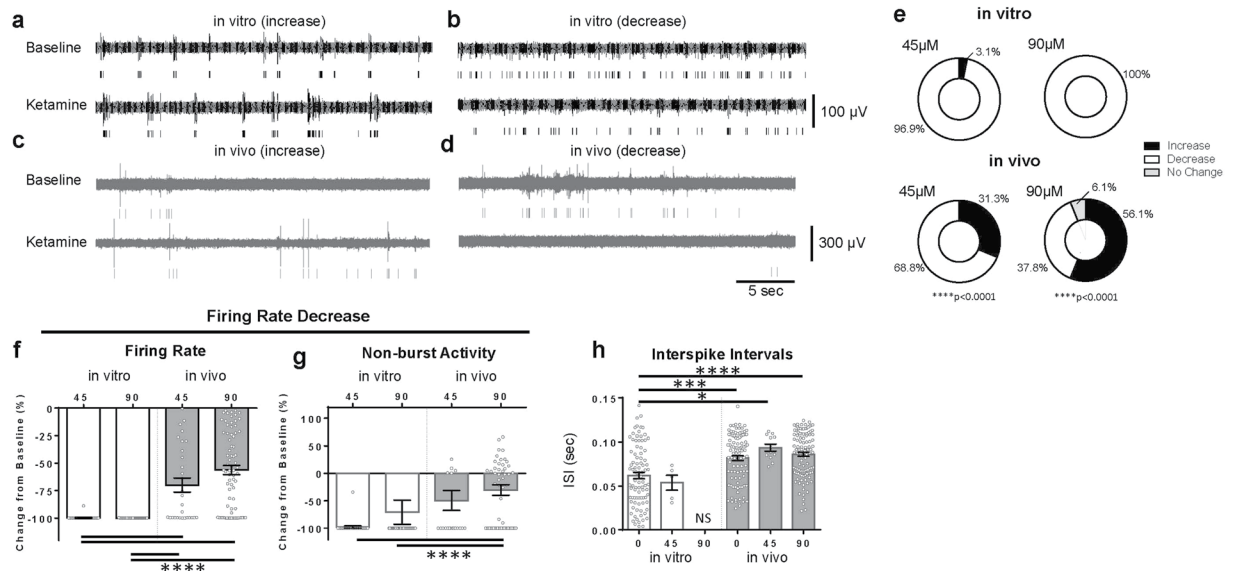 a
in vitro (increase)
Baseline
Ketamine
b
in vitro (decrease)
100 µV
c
in vivo (increase)
Baseline
Ketamine
d
in vivo (decrease)
300 µV
5 sec
e
in vitro
45µM
3.1%
96.9%
90µM
100%
in vivo
45µM
31.3%
68.8%
****p<0.0001
90µM
6.1%
56.1%
37.8%
****p<0.0001
Increase
Decrease
No Change
Firing Rate Decrease
f
Firing Rate
in vitro in vivo
45 90 45 90
Change from Baseline (%)
0
-25
-50
-75
-100
****
g
Non-burst Activity
in vitro in vivo
45 90 45 90
Change from Baseline (%)
100
50
0
-50
-100
****
h
Interspike Intervals
****
***
*
ISI (sec)
0.15
0.10
0.05
0.00
NS
0 45 90 0 45 90
in vitro in vivo